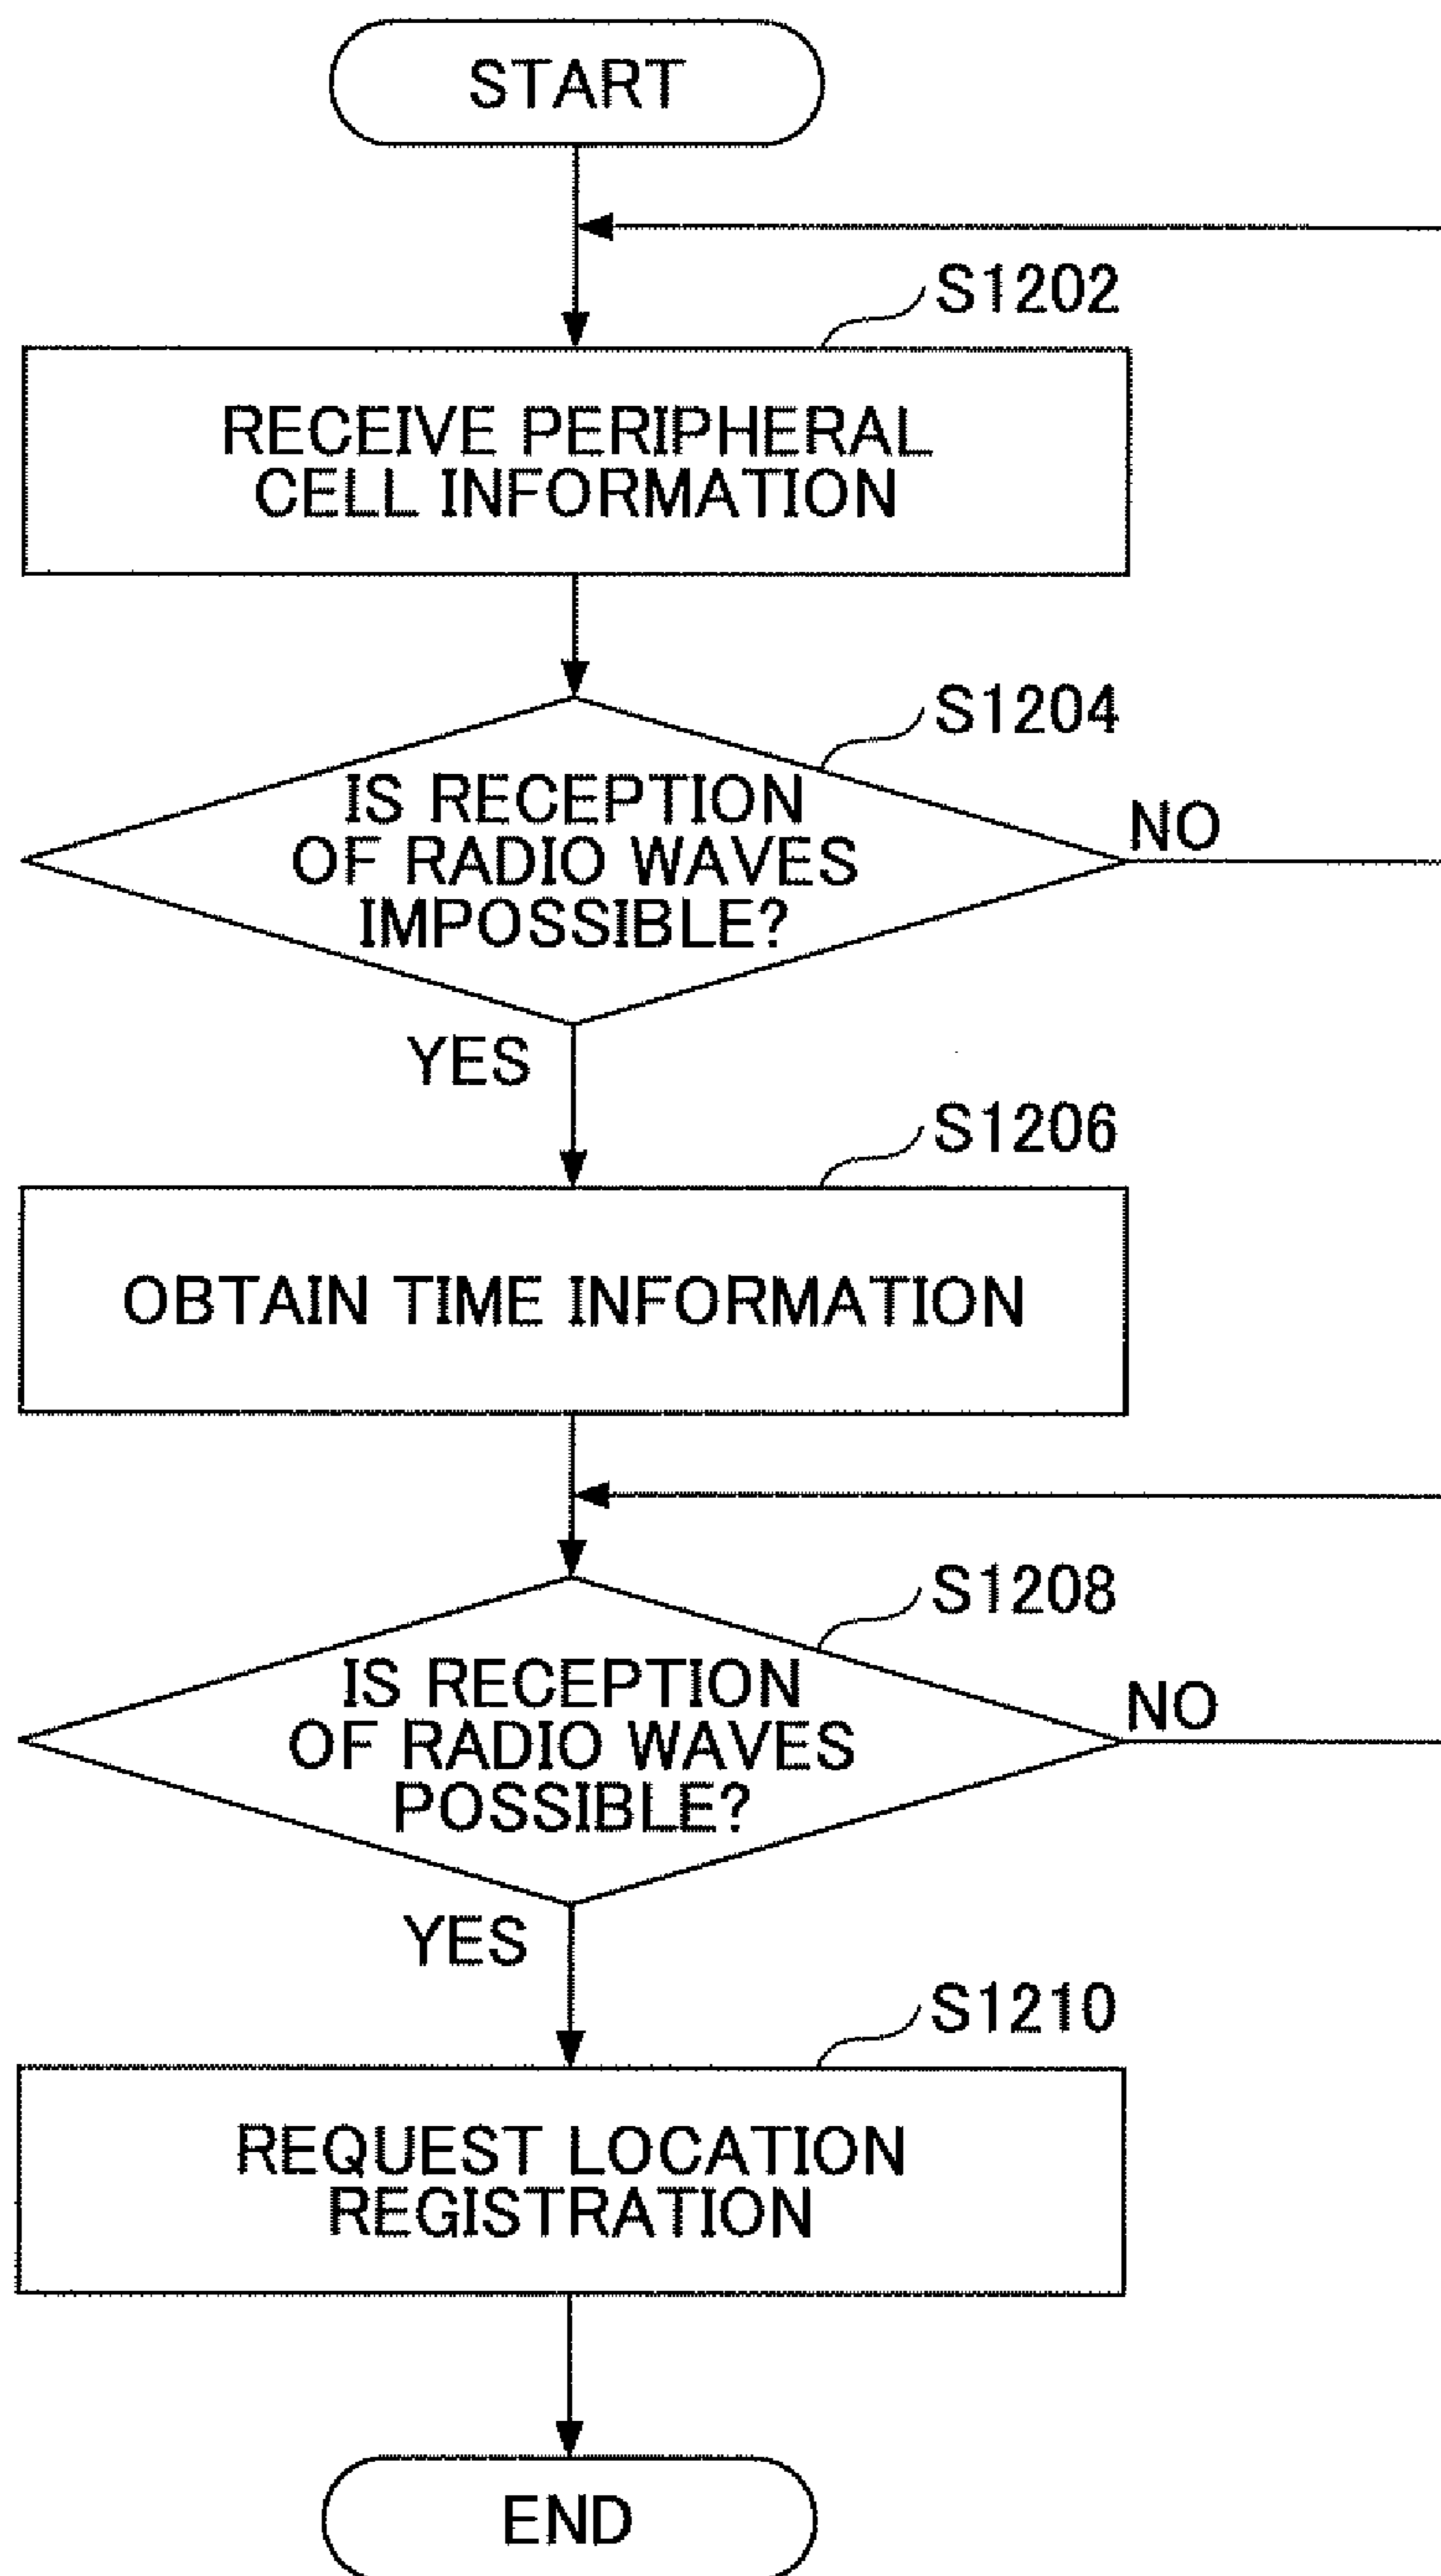 START
S1202
RECEIVE PERIPHERAL
CELL INFORMATION
S1204
IS RECEPTION
OF RADIO WAVES
IMPOSSIBLE?
NO
YES
S1206
OBTAIN TIME INFORMATION
S1208
IS RECEPTION
OF RADIO WAVES
POSSIBLE?
NO
YES
S1210
REQUEST LOCATION
REGISTRATION
END